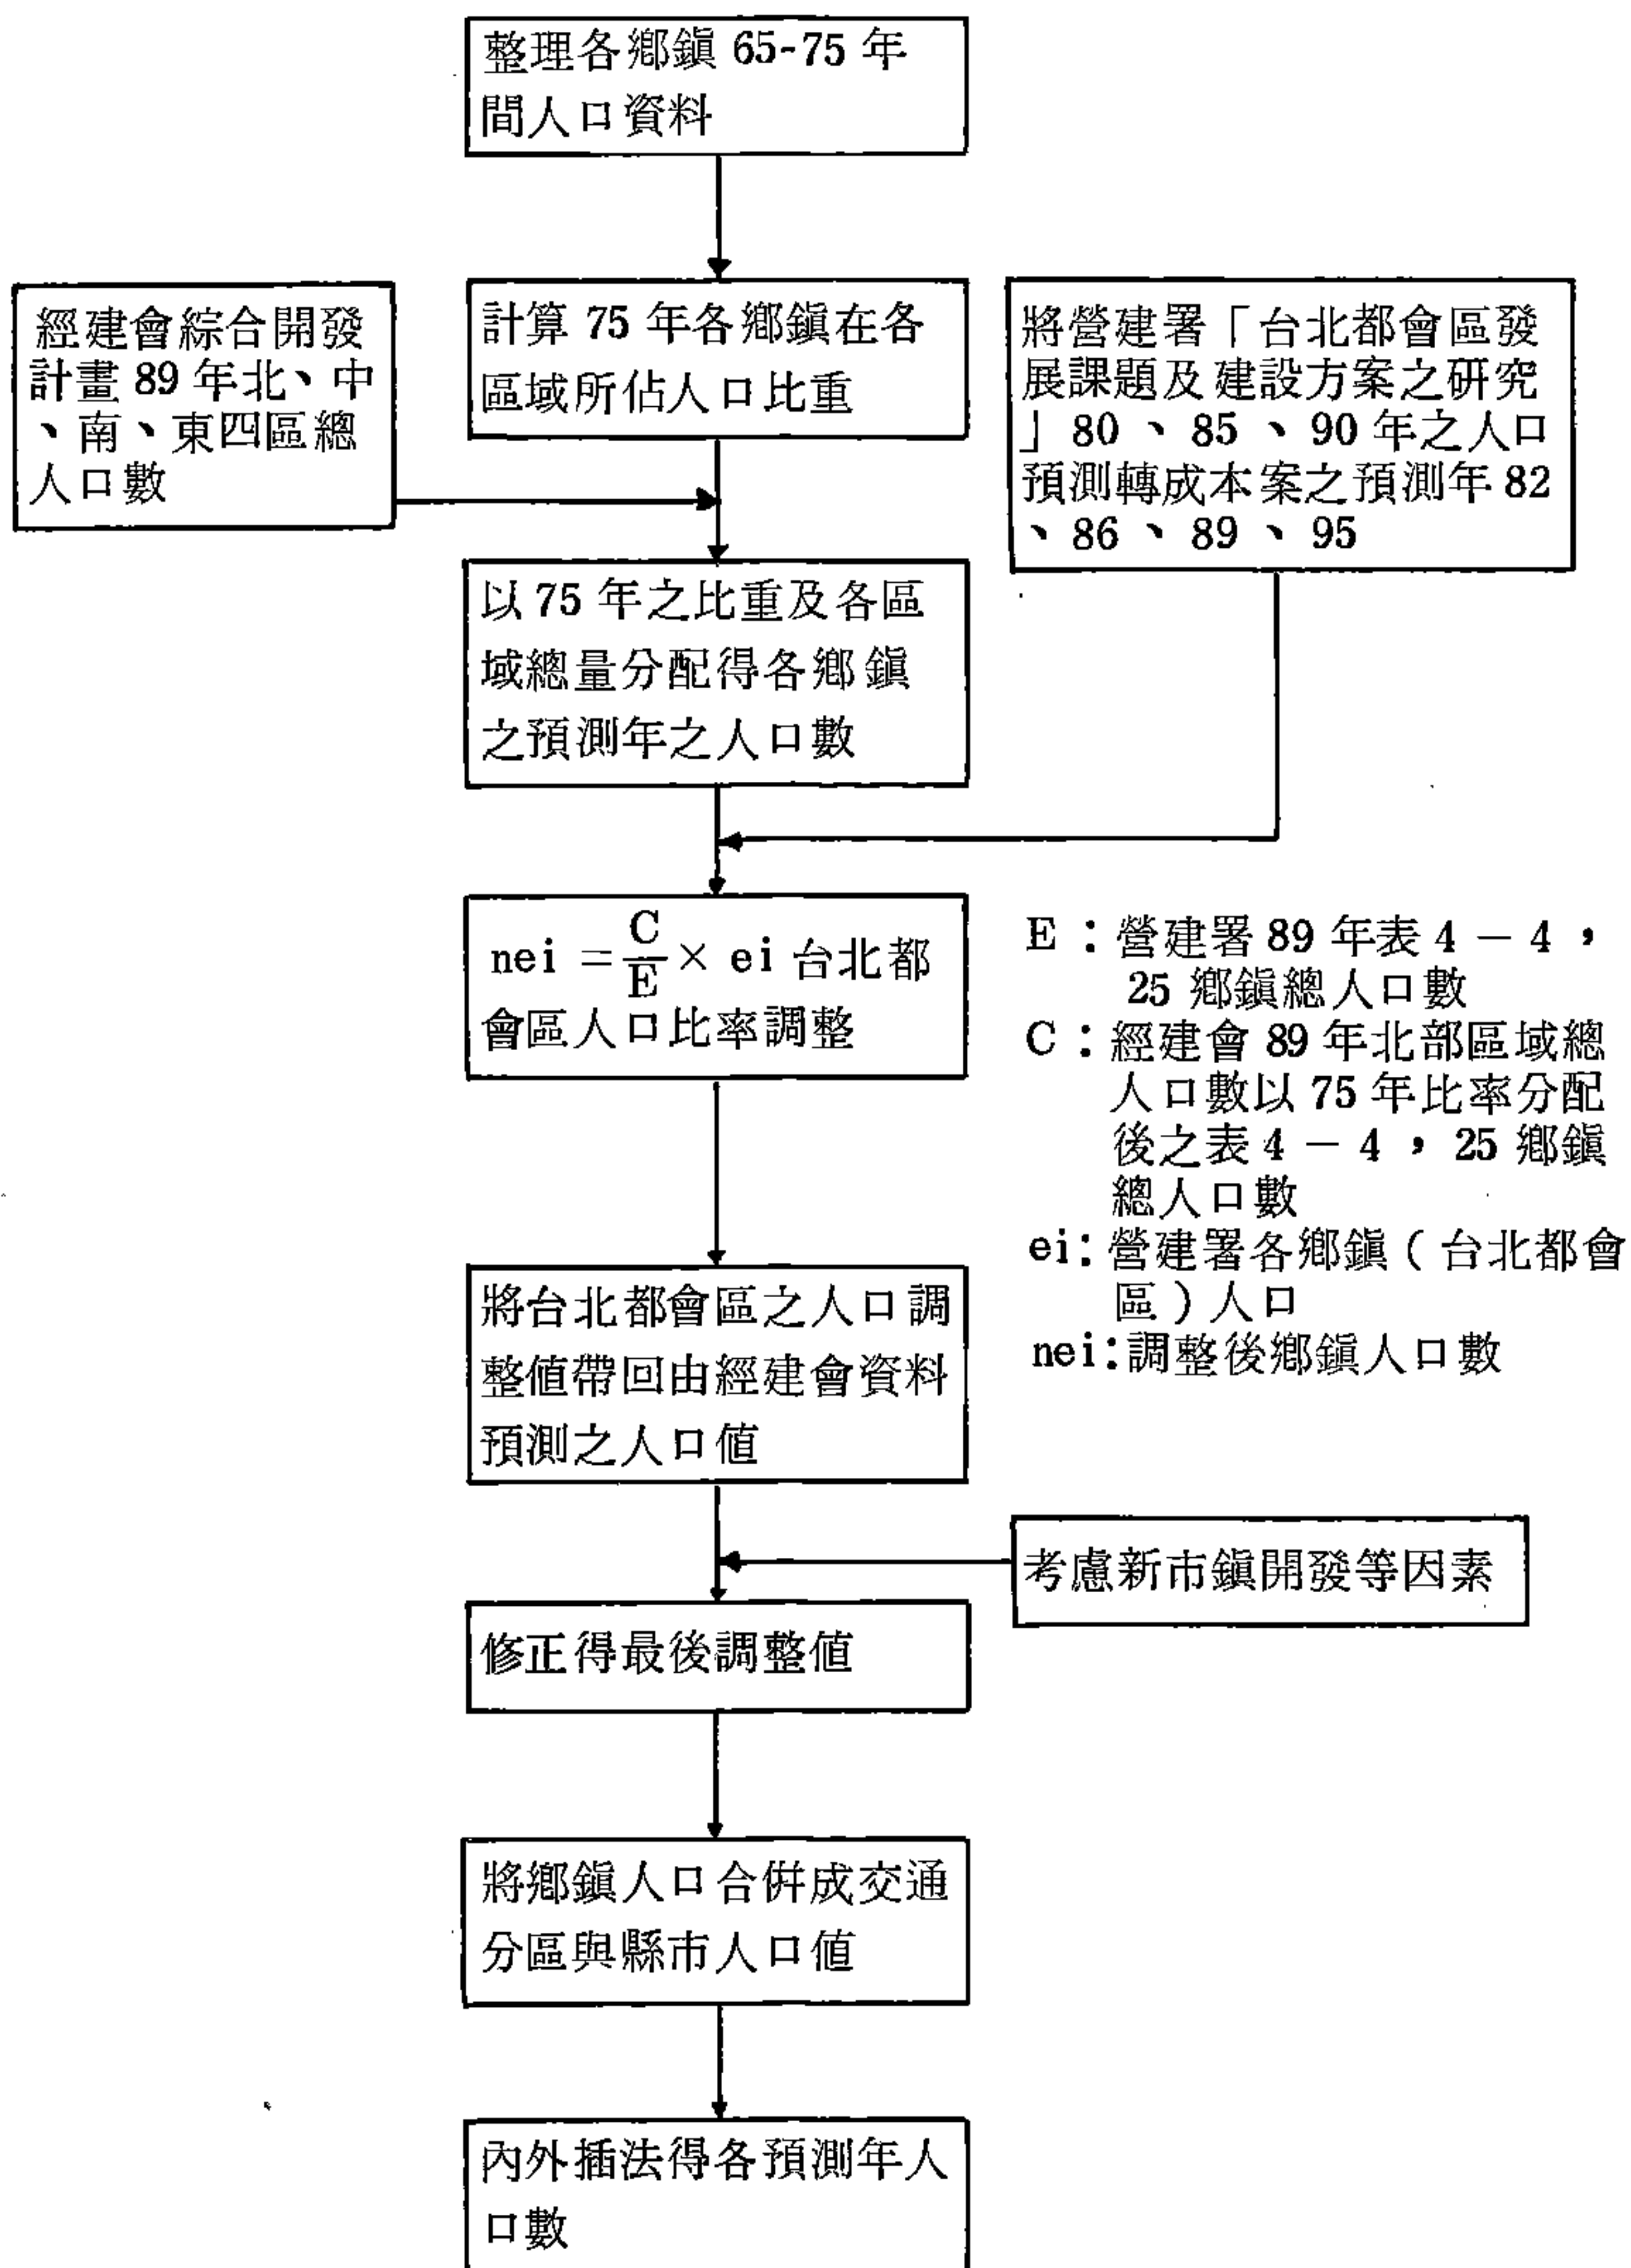 整理各鄉鎮 65-75 年
間人口資料
經建會綜合開發
計畫 89 年北、中
、南、東四區總
人口數
計算 75 年各鄉鎮在各
區域所佔人口比重
將營建署「台北都會區發
展課題及建設方案之研究
」80、85、90 年之人口
預測轉成本案之預測年 82
、86、89、95
以 75 年之比重及各區
域總量分配得各鄉鎮
之預測年之人口數
nei = C/E × ei 台北都
會區人口比率調整
E：營建署 89 年表 4－4，
25 鄉鎮總人口數
C：經建會 89 年北部區域總
人口數以 75 年比率分配
後之表 4－4，25 鄉鎮
總人口數
ei：營建署各鄉鎮（台北都會
區）人口
nei：調整後鄉鎮人口數
將台北都會區之人口調
整值帶回由經建會資料
預測之人口值
考慮新市鎮開發等因素
修正得最後調整值
將鄉鎮人口合併成交通
分區與縣市人口值
內外插法得各預測年人
口數